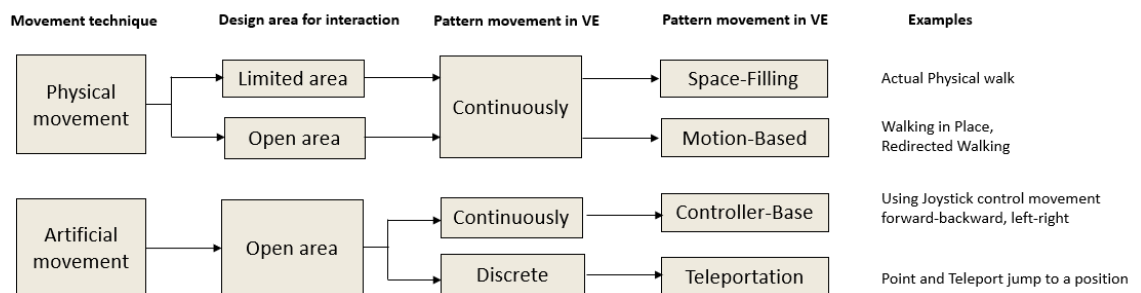 Movement technique
Design area for interaction
Pattern movement in VE
Pattern movement in VE
Examples
Physical
movement
Limited area
Open area
Continuously
Space-Filling
Motion-Based
Actual Physical walk
Walking in Place,
Redirected Walking
Artificial
movement
Open area
Continuously
Discrete
Controller-Base
Teleportation
Using Joystick control movement
forward-backward, left-right
Point and Teleport jump to a position